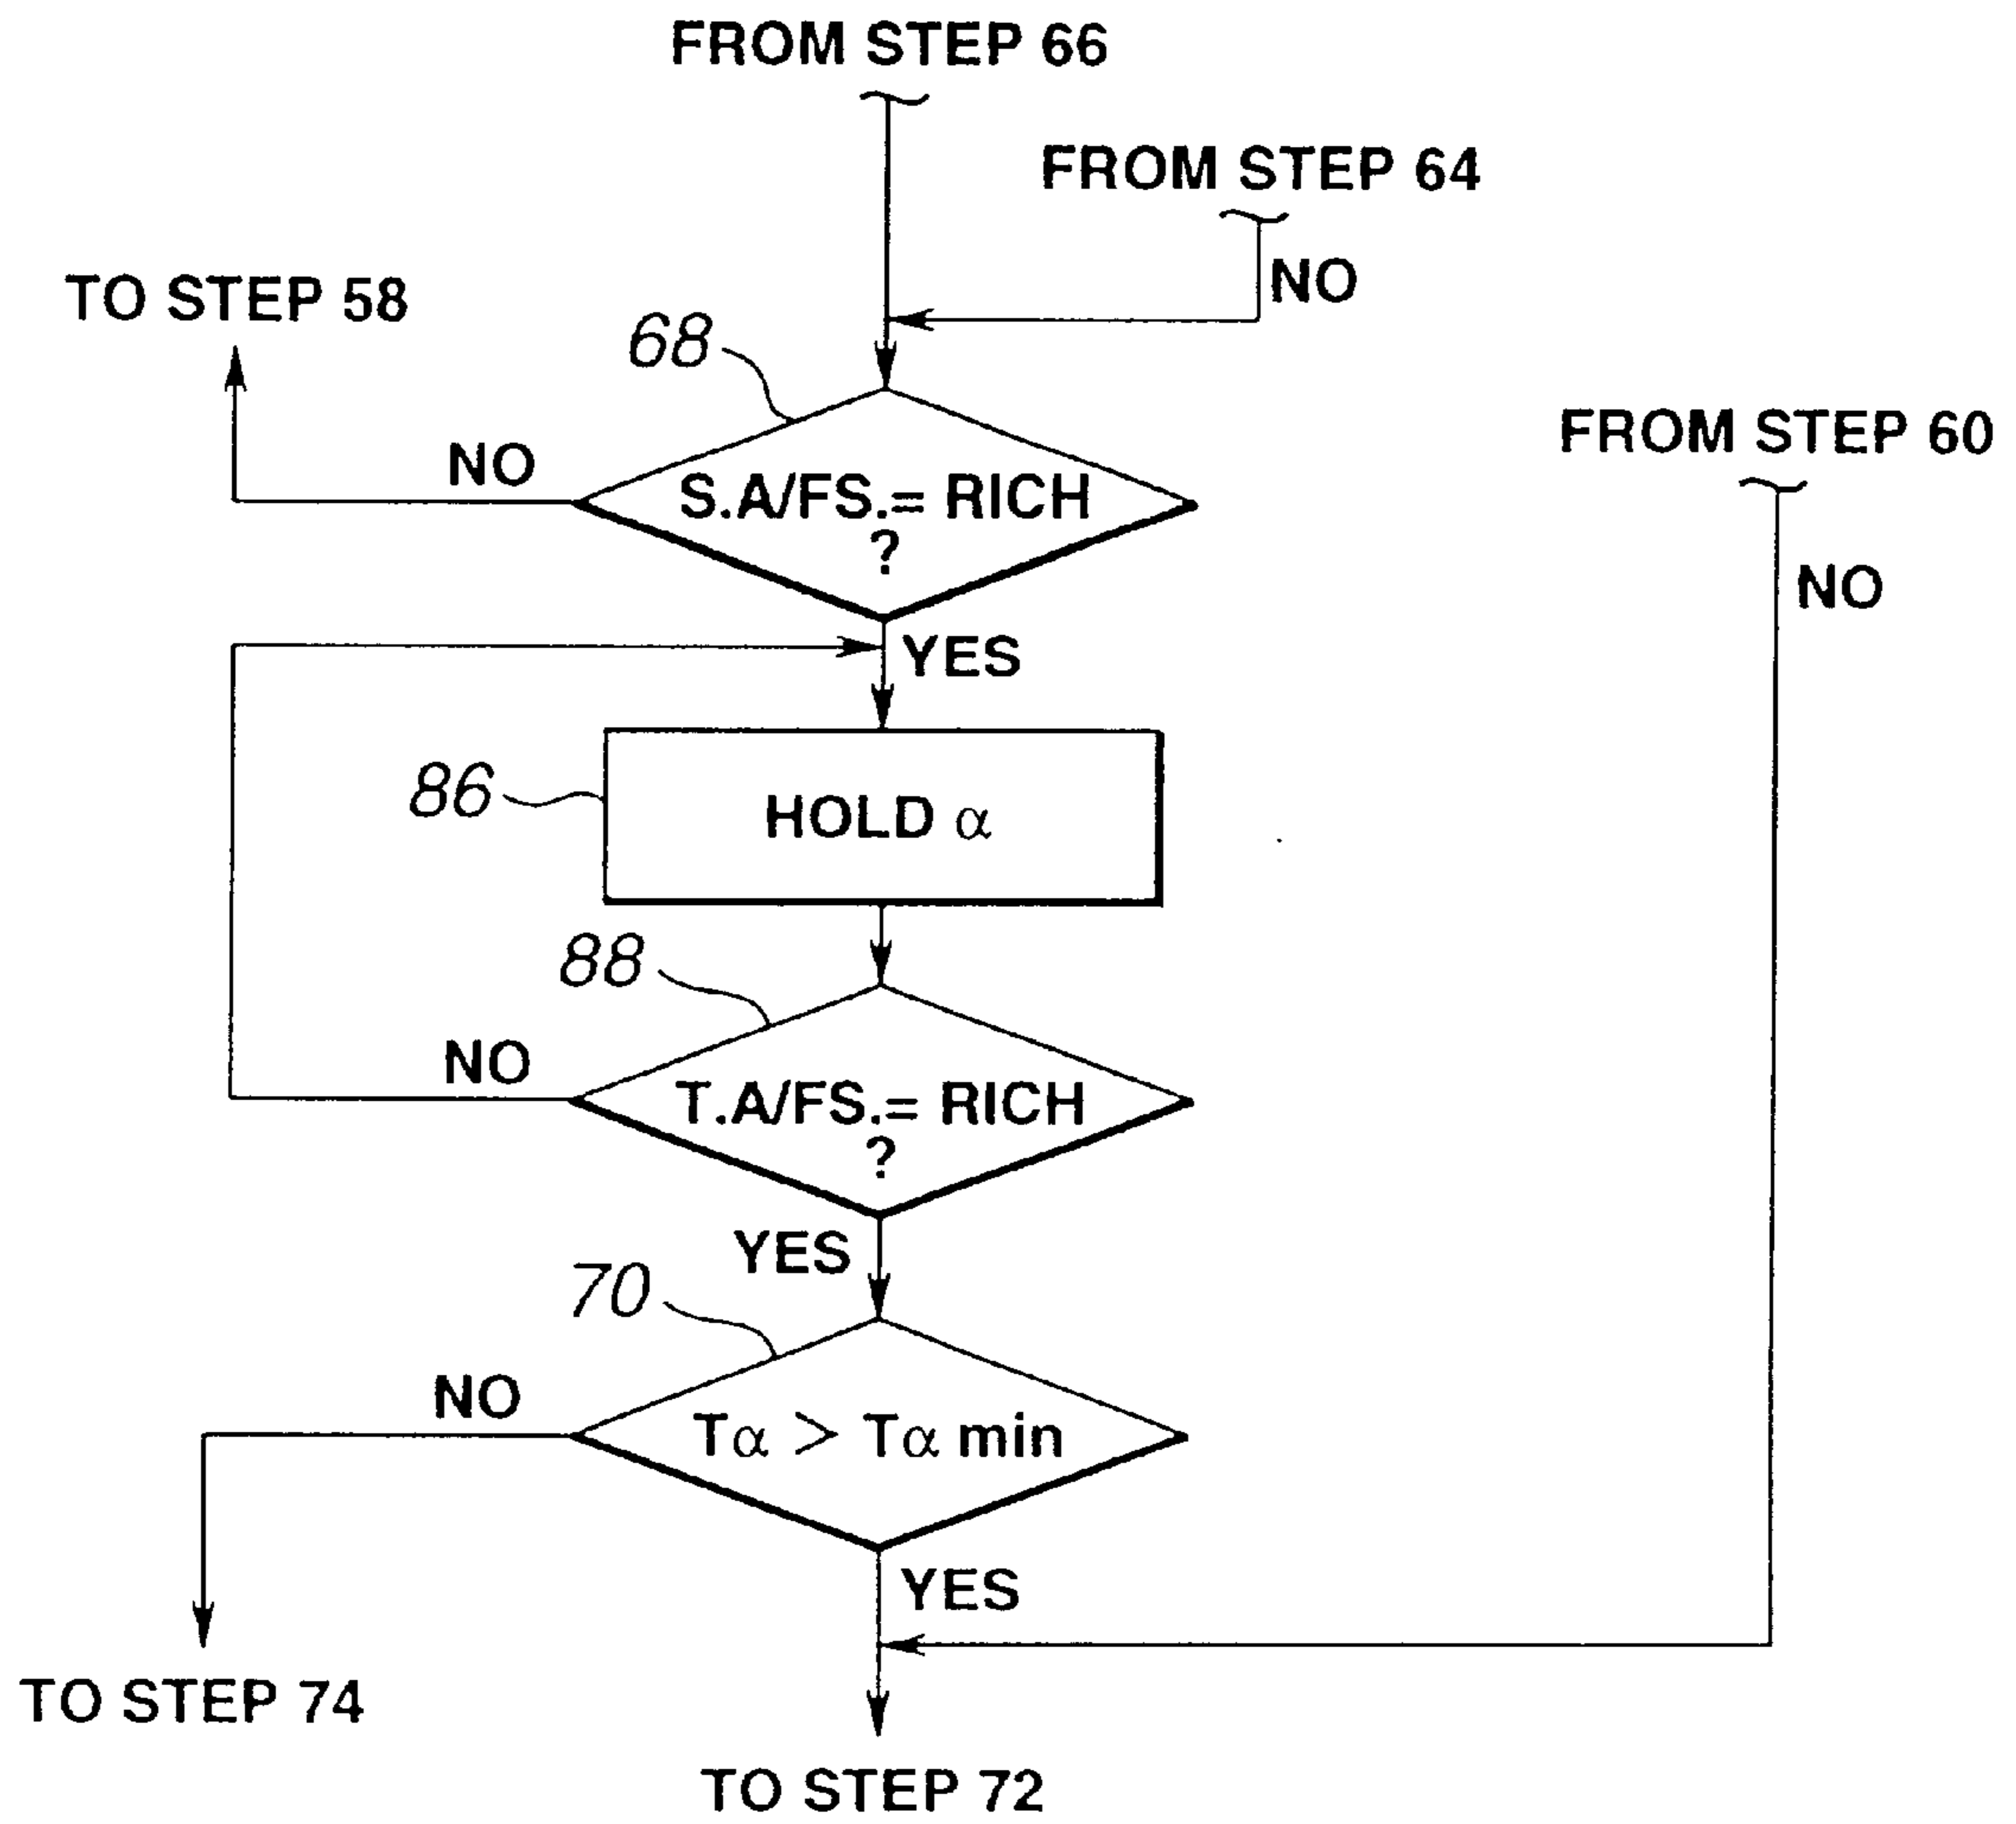 FROM STEP 66
FROM STEP 64
NO
TO STEP 58
68
FROM STEP 60
NO
S.A/FS.= RICH
?
NO
YES
86
HOLD α
88
NO
T.A/FS.= RICH
?
YES
70
NO
Tα > Tα min
YES
TO STEP 74
TO STEP 72